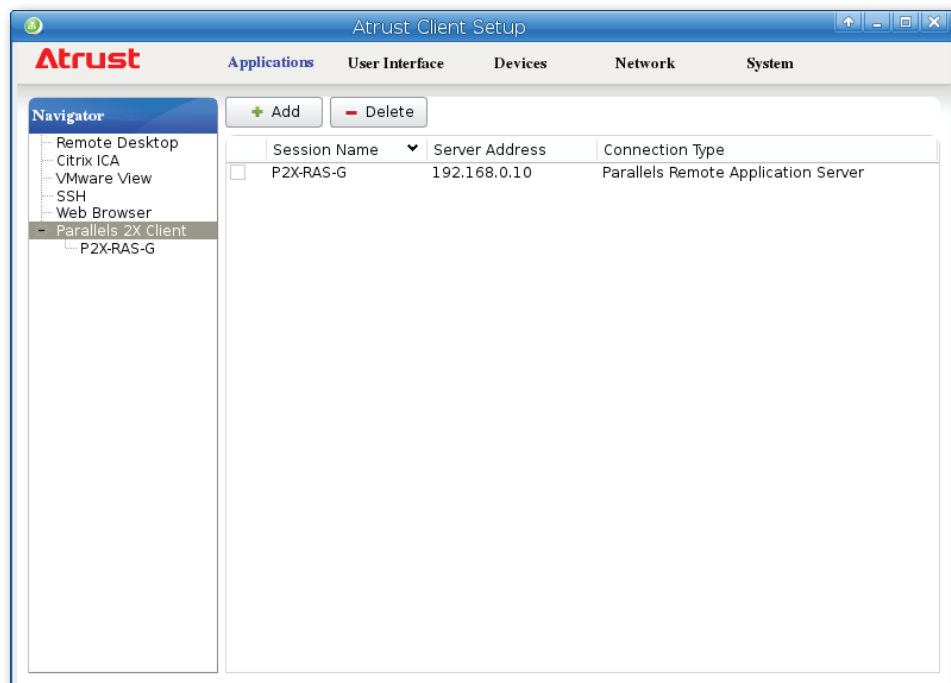 Atrust Client Setup
Atrust
Applications User Interface Devices Network System
Navigator
Remote Desktop
Citrix ICA
VMware View
SSH
Web Browser
Parallels 2X Client
P2X-RAS-G
Add Delete
Session Name Server Address Connection Type
P2X-RAS-G 192.168.0.10 Parallels Remote Application Server